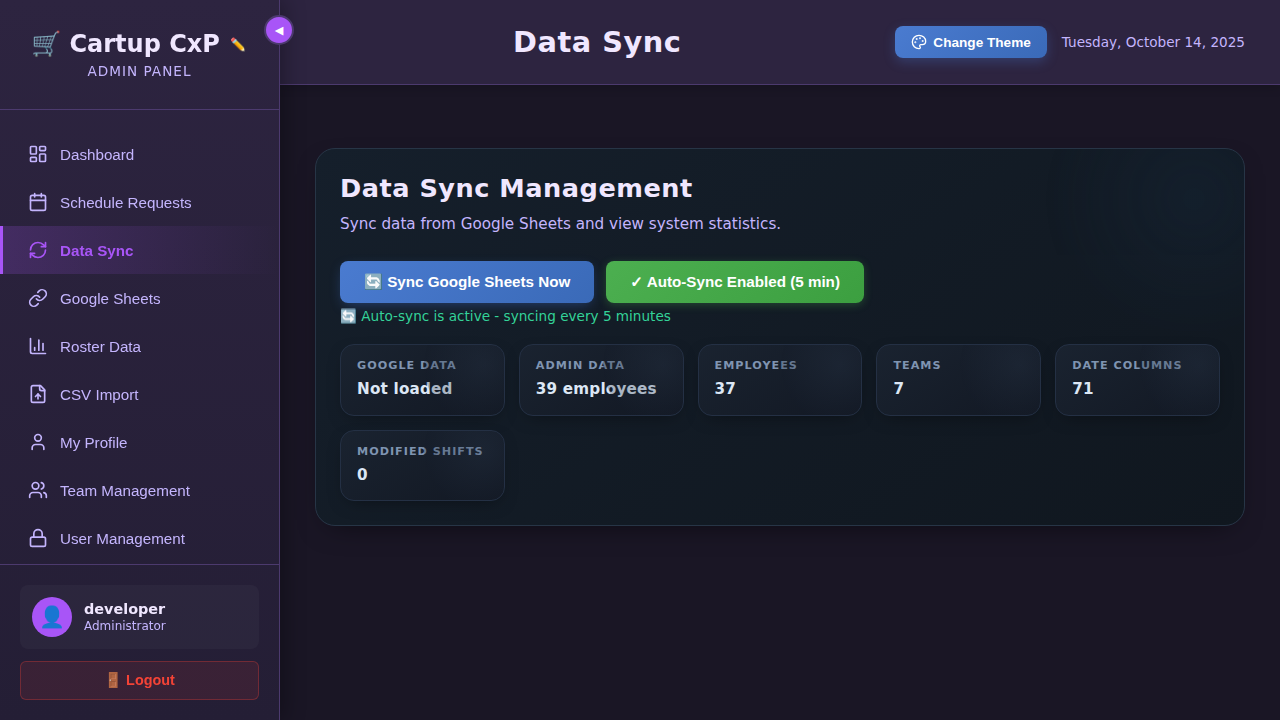 🛒 Cartup CxP ✏️
ADMIN PANEL
◀
Dashboard
Schedule Requests
Data Sync
Google Sheets
Roster Data
CSV Import
My Profile
Team Management
User Management
developer
Administrator
🚪 Logout
Data Sync
Change Theme
Tuesday, October 14, 2025
Data Sync Management
Sync data from Google Sheets and view system statistics.
🔄 Sync Google Sheets Now
✓ Auto-Sync Enabled (5 min)
🔄 Auto-sync is active - syncing every 5 minutes
GOOGLE DATA
Not loaded
ADMIN DATA
39 employees
EMPLOYEES
37
TEAMS
7
DATE COLUMNS
71
MODIFIED SHIFTS
0